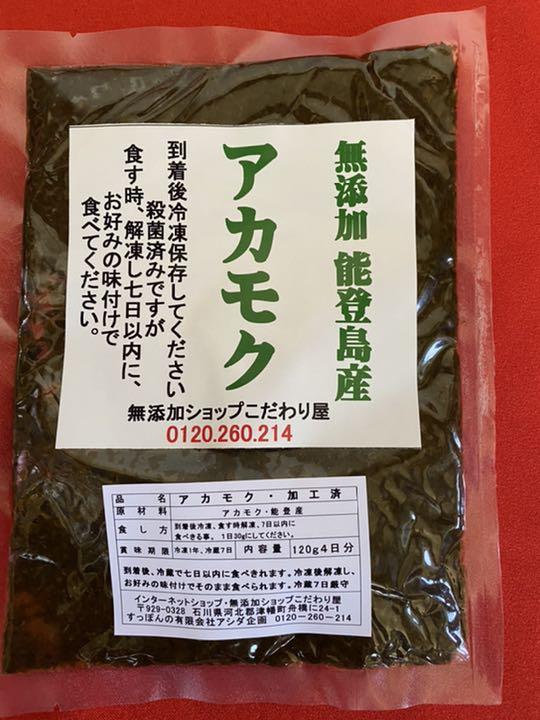 無添加 能登島産
アカモク
到着後冷凍保存してください
殺菌済みですが
食す時、解凍し七日以内に、
お好みの味付けで
食べてください。
無添加ショップこだわり屋
0120.260.214
品名 アカモク・加工済
原材料 アカモク・能登産
食し方 到着後冷凍、食す時解凍、7日以内に
食べきる事。 1日30gにしてください。
賞味期限 冷凍1年、冷蔵7日 内容量 120g4日分
到着後、冷蔵で七日以内に食べきれます。冷凍後解凍し、
お好みの味付けでそのまま食べられます。冷蔵7日厳守
インターネットショップ・無添加ショップこだわり屋
〒929-0328 石川県河北郡津幡町舟橋に24-1
すっぽんの有限会社アシダ企画 0120-260-214